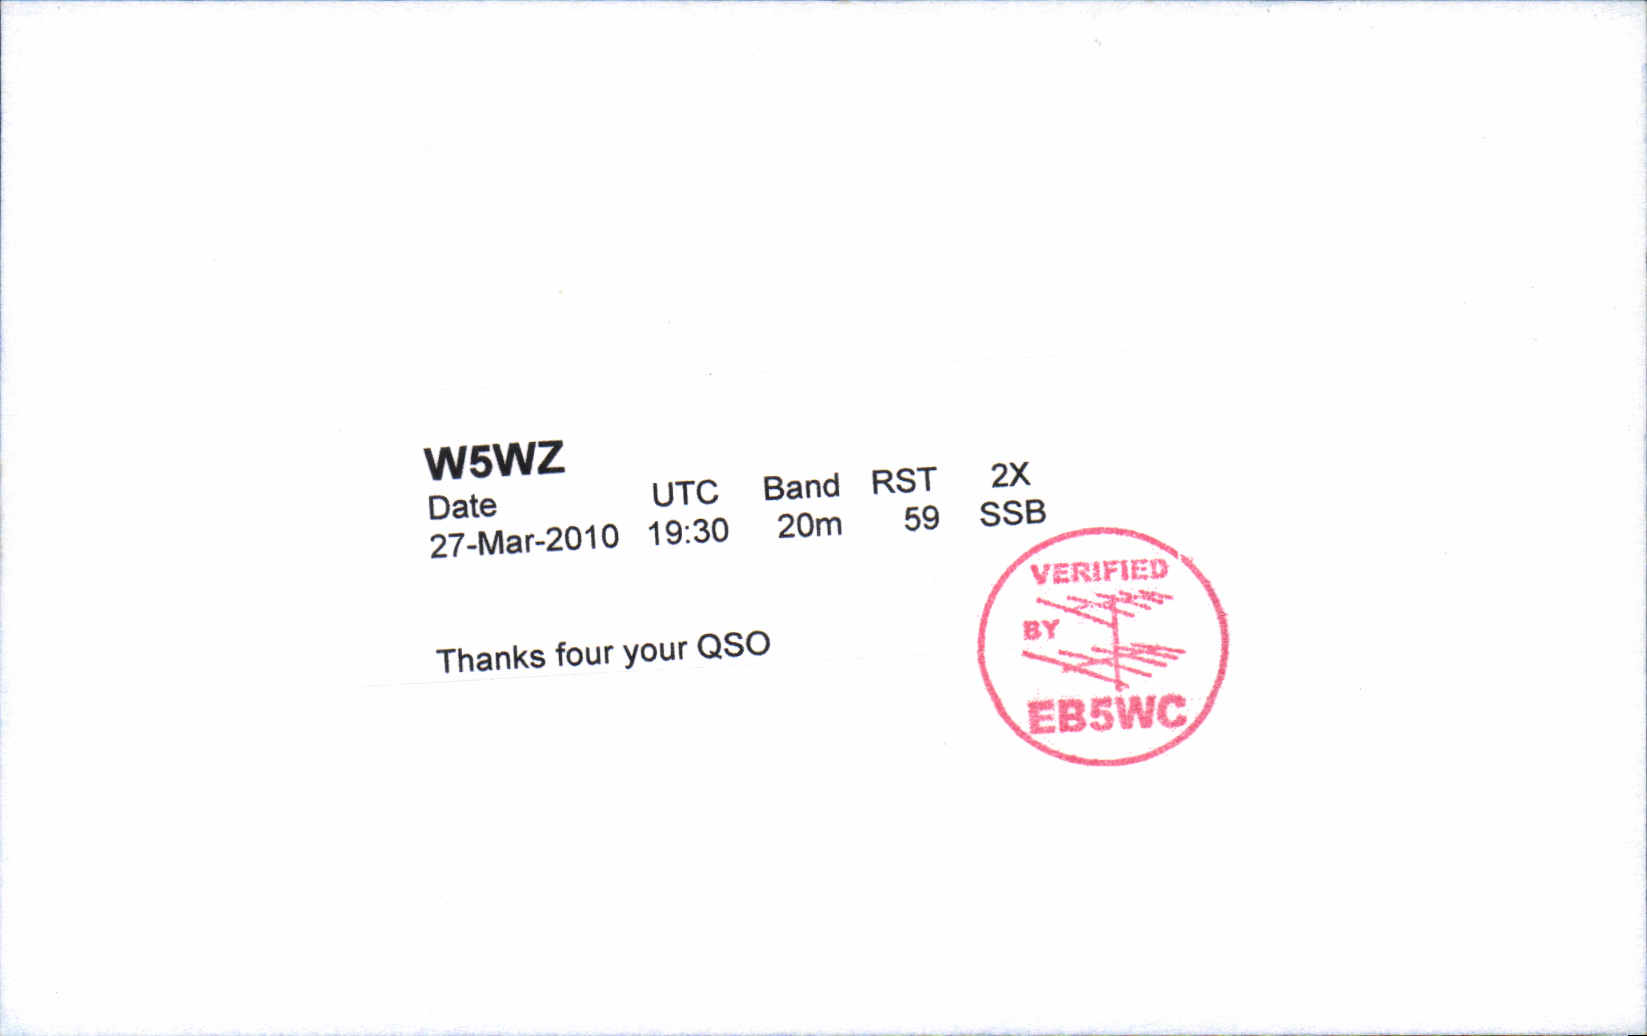 W5WZ
Date UTC Band RST 2X
27-Mar-2010 19:30 20m 59 SSB
Thanks four your QSO
VERIFIED
BY
EB5WC